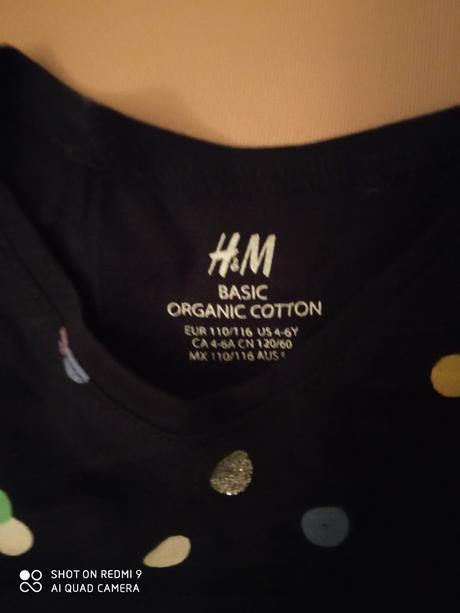 H&M
BASIC
ORGANIC COTTON
EUR 110/116 US 4-6Y
CA 4-6A CN 120/60
MX 110/116 AUS
SHOT ON REDMI 9
AI QUAD CAMERA